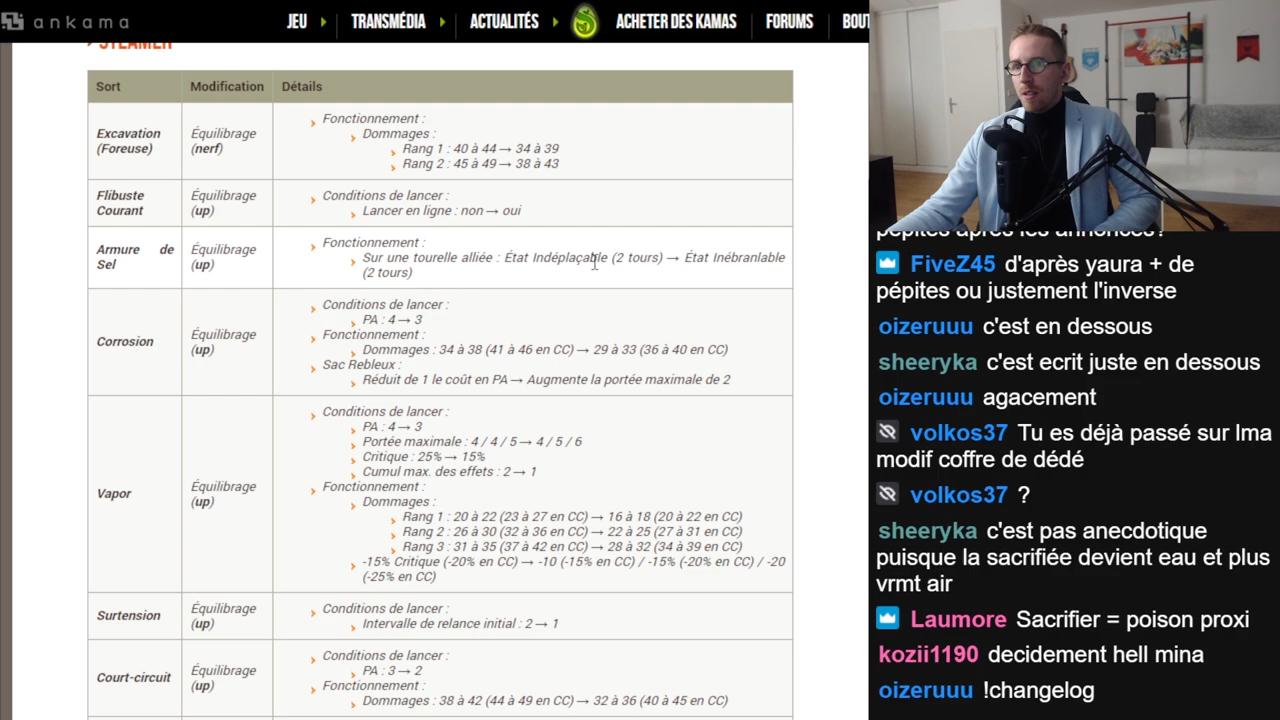 ankama
JEU
TRANSMÉDIA
ACTUALITÉS
ACHETER DES KAMAS
FORUMS
BOUT
STEAMER
Sort
Modification
Détails
Excavation
(Foreuse)
Équilibrage
(nerf)
Fonctionnement :
Dommages :
Rang 1 : 40 à 44 → 34 à 39
Rang 2 : 45 à 49 → 38 à 43
Flibuste
Courant
Équilibrage
(up)
Conditions de lancer :
Lancer en ligne : non → oui
Armure de
Sel
Équilibrage
(up)
Fonctionnement :
Sur une tourelle alliée : État Indéplaçable (2 tours) → État Inébranlable
(2 tours)
Corrosion
Équilibrage
(up)
Conditions de lancer :
PA : 4 → 3
Fonctionnement :
Dommages : 34 à 38 (41 à 46 en CC) → 29 à 33 (36 à 40 en CC)
Sac Rebleux :
Réduit de 1 le coût en PA → Augmente la portée maximale de 2
Vapor
Équilibrage
(up)
Conditions de lancer :
PA : 4 → 3
Portée maximale : 4 / 4 / 5 → 4 / 5 / 6
Critique : 25% → 15%
Cumul max. des effets : 2 → 1
Fonctionnement :
Dommages :
Rang 1 : 20 à 22 (23 à 27 en CC) → 16 à 18 (20 à 22 en CC)
Rang 2 : 26 à 30 (32 à 36 en CC) → 22 à 25 (27 à 31 en CC)
Rang 3 : 31 à 35 (37 à 42 en CC) → 28 à 32 (34 à 39 en CC)
-15% Critique (-20% en CC) → -10 (-15% en CC) / -15% (-20% en CC) / -20
(-25% en CC)
Surtension
Équilibrage
(up)
Conditions de lancer :
Intervalle de relance initial : 2 → 1
Court-circuit
Équilibrage
(up)
Conditions de lancer :
PA : 3 → 2
Fonctionnement :
Dommages : 38 à 42 (44 à 49 en CC) → 32 à 36 (40 à 45 en CC)
pépites après les annonces?
FiveZ45 d'après yaura + de
pépites ou justement l'inverse
oizeruuu c'est en dessous
sheeryka c'est ecrit juste en dessous
oizeruuu agacement
volkos37 Tu es déjà passé sur lma
modif coffre de dédé
volkos37 ?
sheeryka c'est pas anecdotique
puisque la sacrifiée devient eau et plus
vrmt air
Laumore Sacrifier = poison proxi
kozii1190 decidement hell mina
oizeruuu !changelog